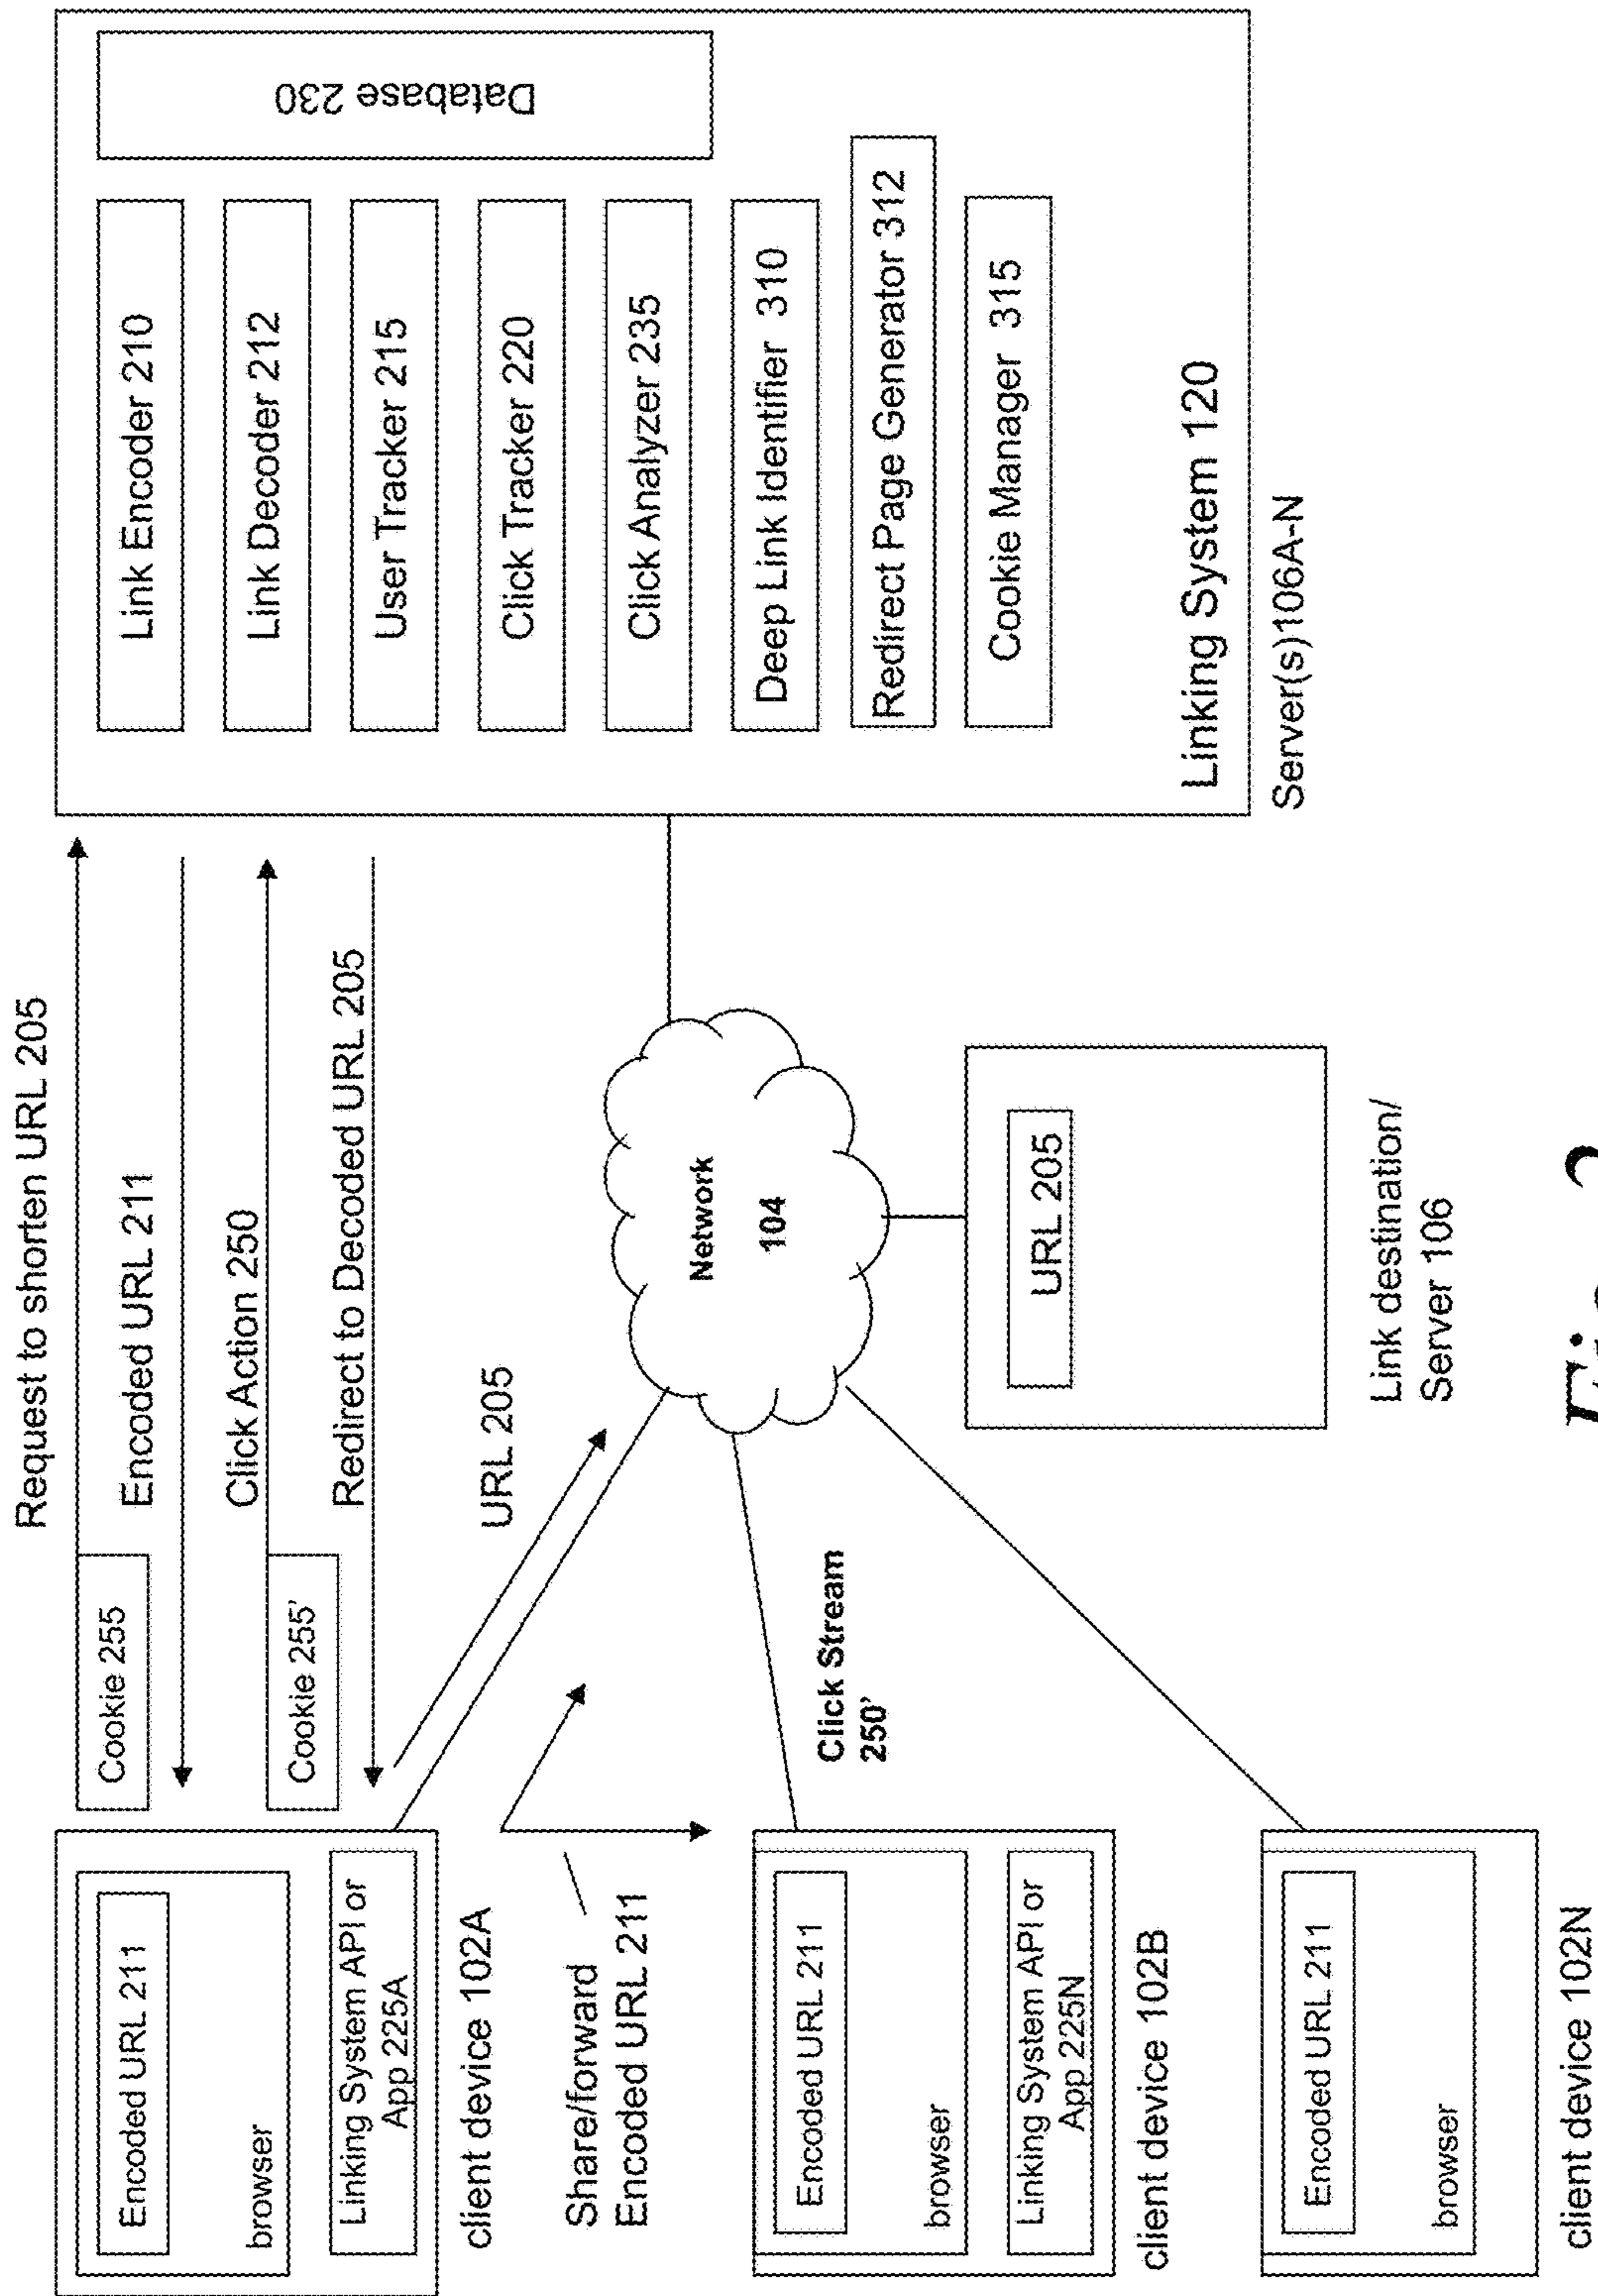 Request to shorten URL 205
Cookie 255
Encoded URL 211
Click Action 250
Cookie 255'
Redirect to Decoded URL 205
URL 205
Encoded URL 211
browser
Linking System API or
App 225A
client device 102A
Share/forward
Encoded URL 211
Encoded URL 211
browser
Linking System API or
App 225N
client device 102B
Encoded URL 211
browser
client device 102N
Click Stream
250'
Network
104
URL 205
Link destination/
Server 106
Link Encoder 210
Link Decoder 212
User Tracker 215
Click Tracker 220
Click Analyzer 235
Deep Link Identifier 310
Redirect Page Generator 312
Cookie Manager 315
Database 230
Linking System 120
Server(s)106A-N